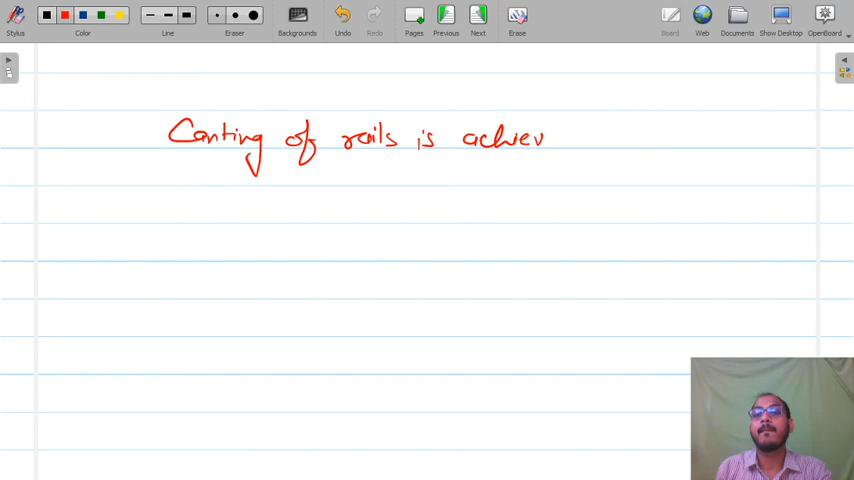 Stylus
Color
Line
Eraser
Backgrounds
Undo
Redo
Pages
Previous
Next
Erase
Board
Web
Documents
Show Desktop
OpenBoard
Canting of rails is achiev